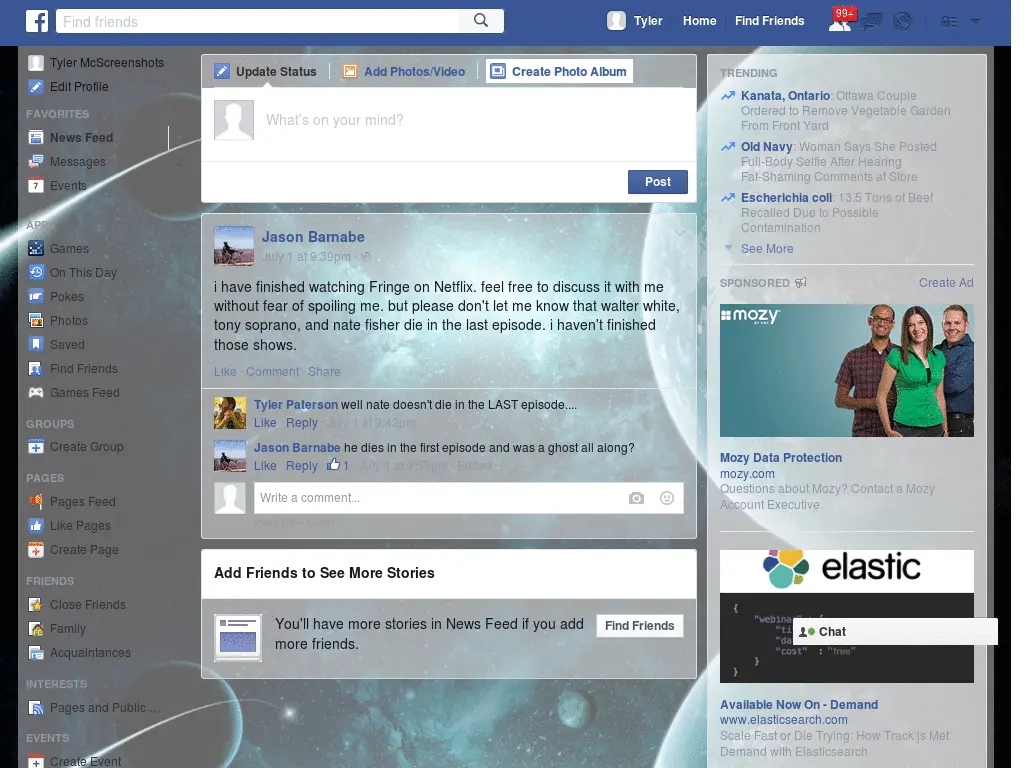 Find friends
Tyler
Home
Find Friends
99+
Tyler McScreenshots
Edit Profile
FAVORITES
News Feed
Messages
2
Events
7
Games
On This Day
Pokes
Photos
Saved
Find Friends
Games Feed
GROUPS
Create Group
PAGES
Pages Feed
Like Pages
Create Page
FRIENDS
Close Friends
Family
Acquaintances
INTERESTS
Pages and Public ...
EVENTS
Create Event
Update Status
Add Photos/Video
Create Photo Album
What's on your mind?
Post
Jason Barnabe
July 1 at 9:39pm ·
i have finished watching Fringe on Netflix. feel free to discuss it with me
without fear of spoiling me. but please don't let me know that walter white,
tony soprano, and nate fisher die in the last episode. i haven't finished
those shows.
Like · Comment · Share
Tyler Paterson well nate doesn't die in the LAST episode....
Like · Reply · July 1 at 9:42pm
Jason Barnabe he dies in the first episode and was a ghost all along?
Like · Reply · 1 · July 1 at 9:55pm · Edited
Write a comment...
Add Friends to See More Stories
You'll have more stories in News Feed if you add
more friends.
Find Friends
TRENDING
Kanata, Ontario: Ottawa Couple
Ordered to Remove Vegetable Garden
From Front Yard
Old Navy: Woman Says She Posted
Full-Body Selfie After Hearing
Fat-Shaming Comments at Store
Escherichia coli: 13.5 Tons of Beef
Recalled Due to Possible
Contamination
See More
SPONSORED
Create Ad
mozy
Mozy Data Protection
mozy.com
Questions about Mozy? Contact a Mozy
Account Executive.
elastic
{
"webina
"ti
"da
"cost" : "free"
}
}
Chat
Available Now On - Demand
www.elasticsearch.com
Scale Fast or Die Trying: How Track:js Met
Demand with Elasticsearch